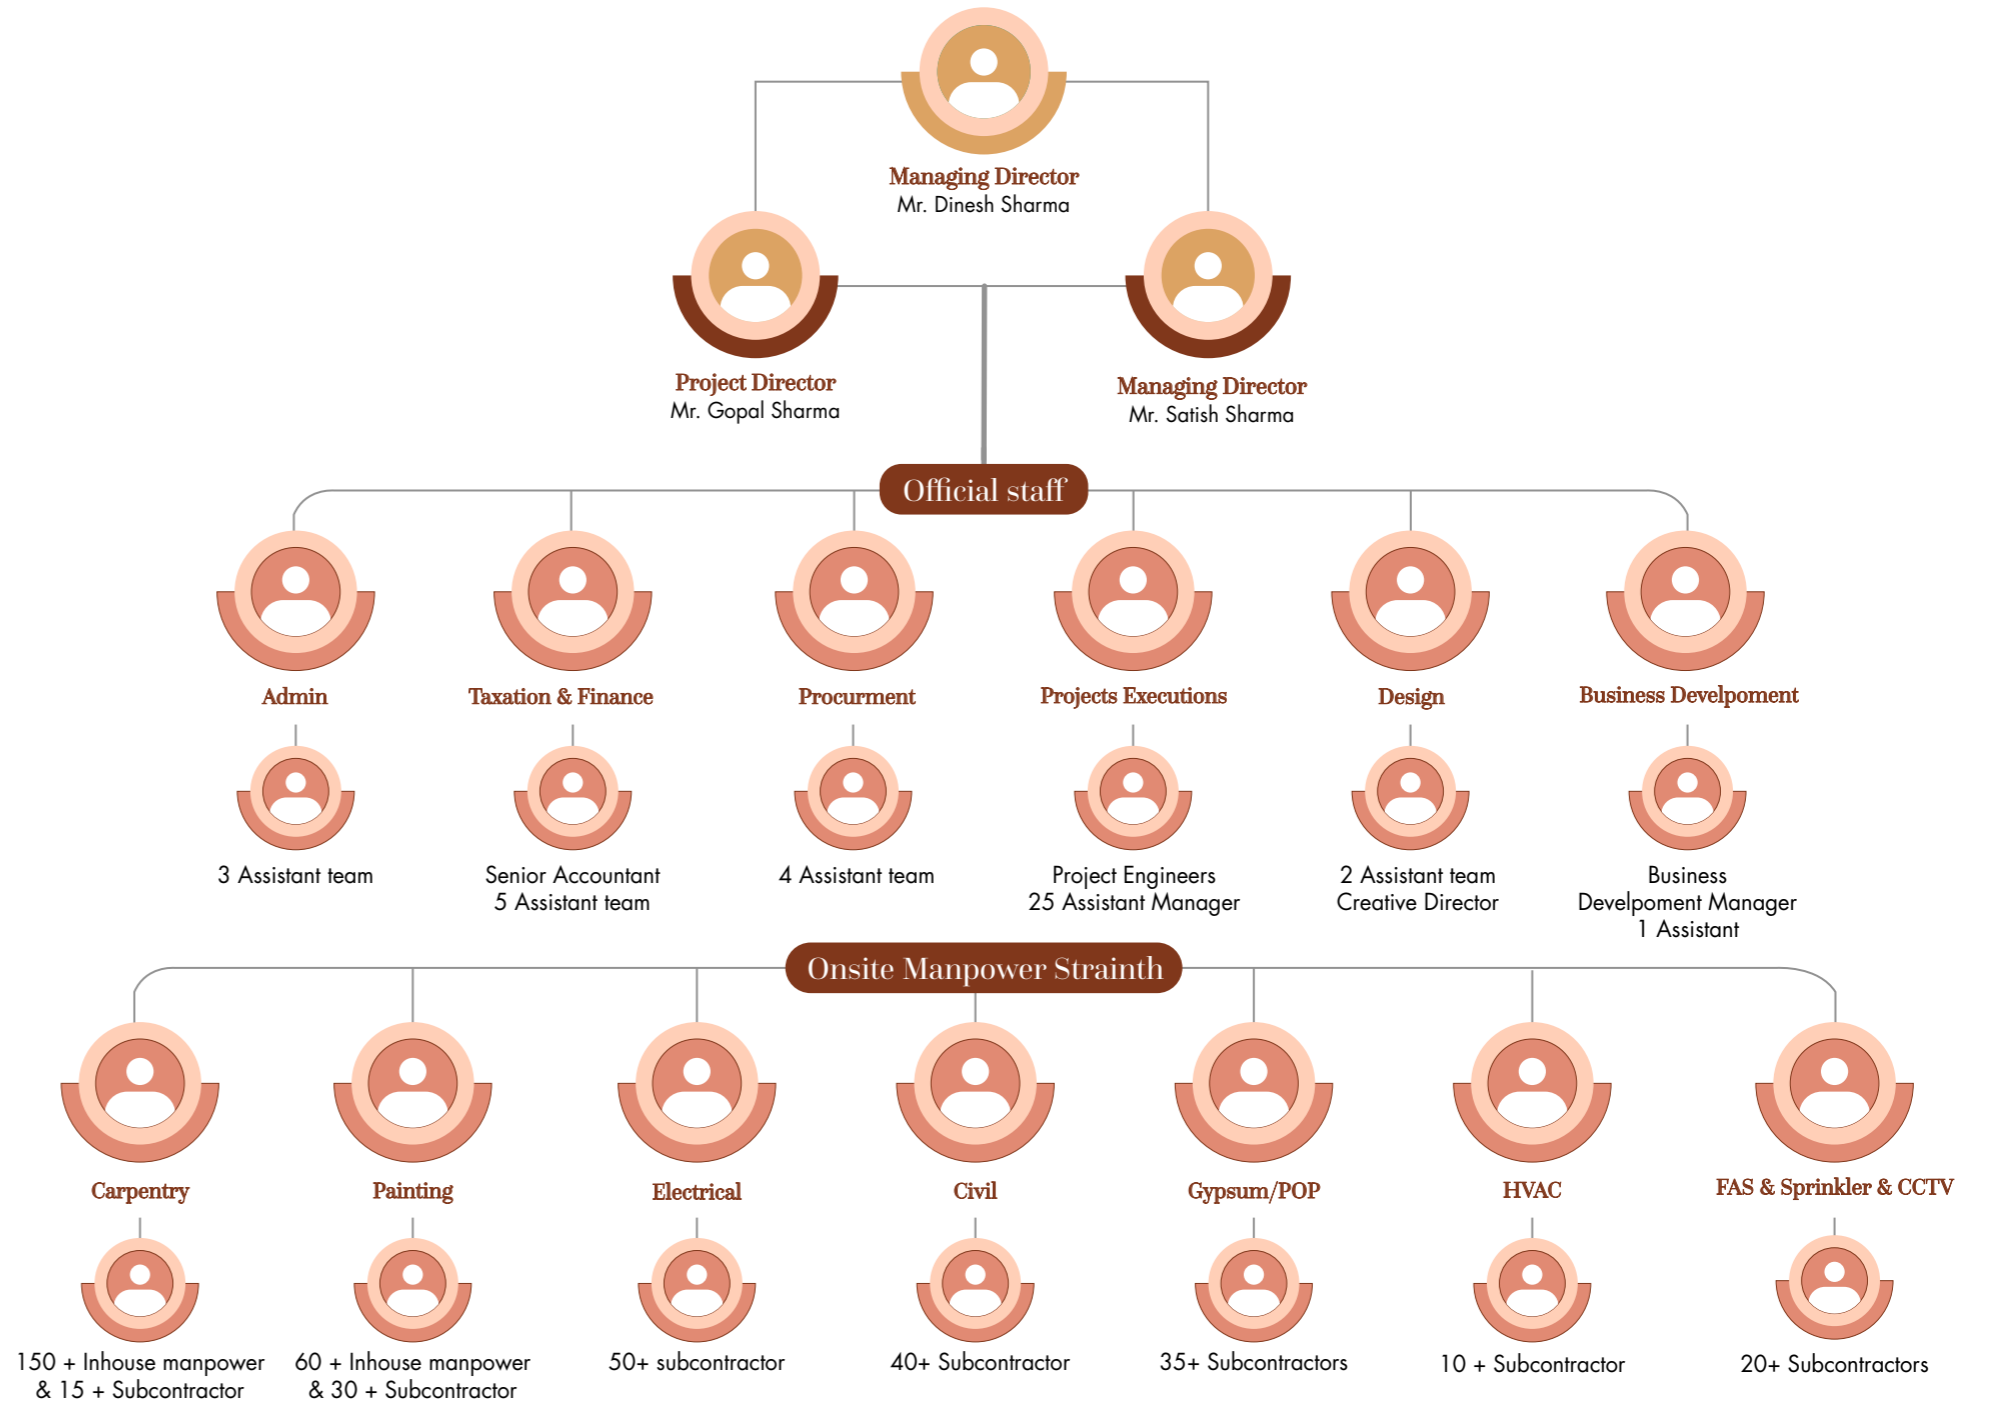 Managing Director
Mr. Dinesh Sharma
Project Director
Mr. Gopal Sharma
Managing Director
Mr. Satish Sharma
Official staff
Admin
Taxation & Finance
Procurment
Projects Executions
Design
Business Develpoment
3 Assistant team
Senior Accountant
5 Assistant team
4 Assistant team
Project Engineers
25 Assistant Manager
2 Assistant team
Creative Director
Business
Develpoment Manager
1 Assistant
Onsite Manpower Strainth
Carpentry
Painting
Electrical
Civil
Gypsum/POP
HVAC
FAS & Sprinkler & CCTV
150 + Inhouse manpower
& 15 + Subcontractor
60 + Inhouse manpower
& 30 + Subcontractor
50+ subcontractor
40+ Subcontractor
35+ Subcontractors
10 + Subcontractor
20+ Subcontractors